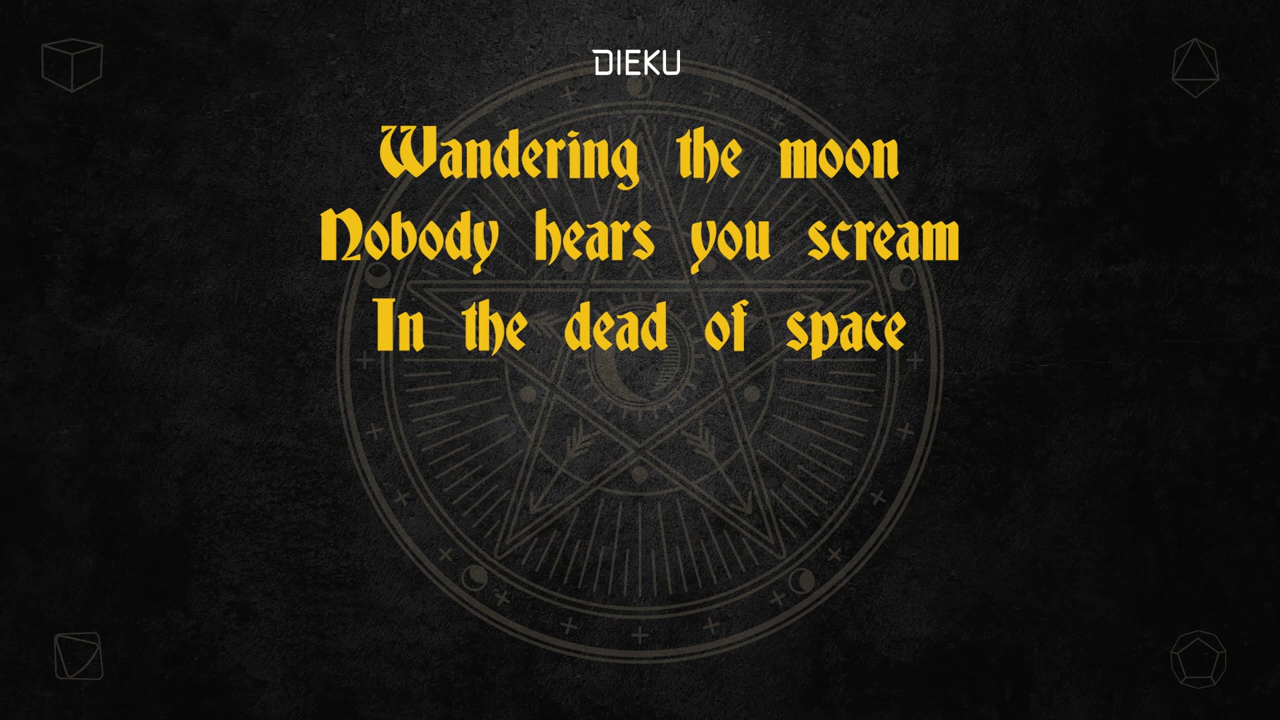 DIEKU
Wandering the moon
Nobody hears you scream
In the dead of space